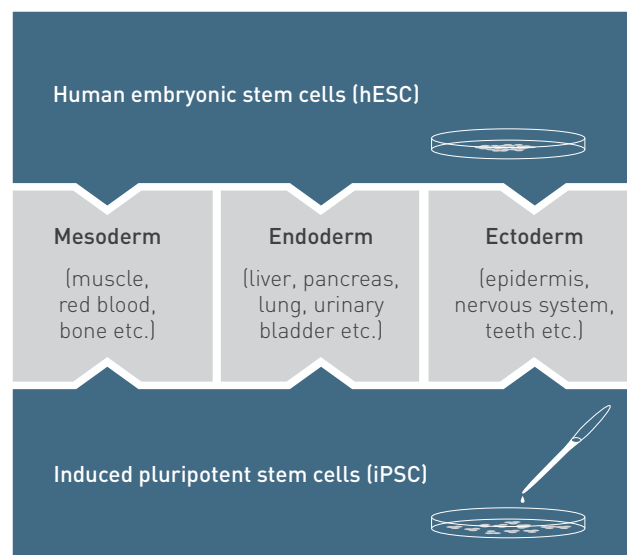 Human embryonic stem cells (hESC)
Mesoderm
(muscle,
red blood,
bone etc.)
Endoderm
(liver, pancreas,
lung, urinary
bladder etc.)
Ectoderm
(epidermis,
nervous system,
teeth etc.)
Induced pluripotent stem cells (iPSC)